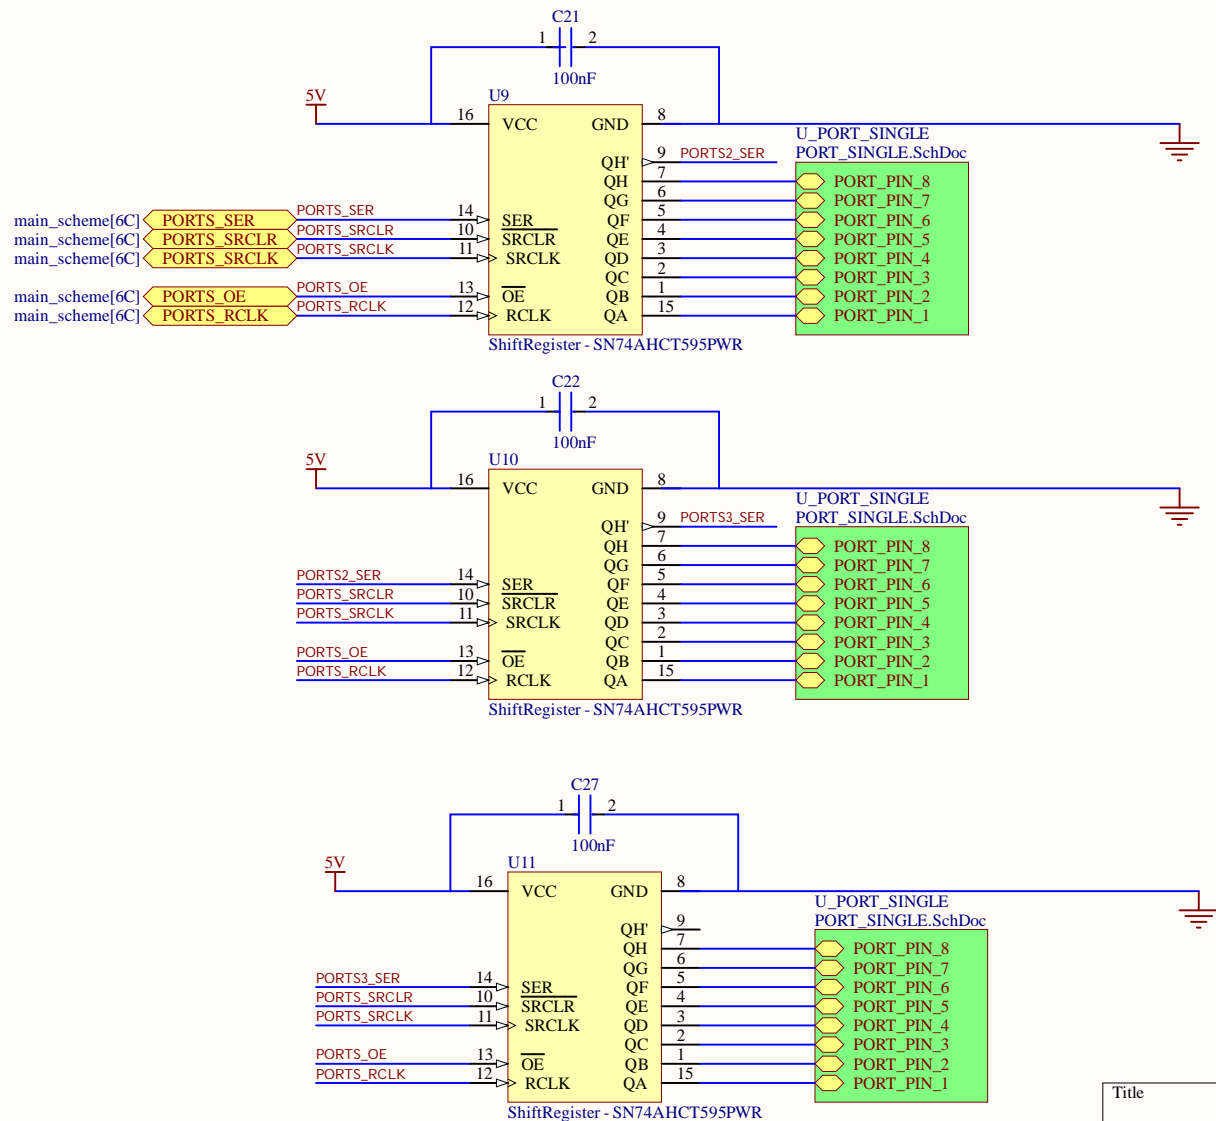 C21
1 2
100nF
5V
U9
16 VCC GND 8
U_PORT_SINGLE
PORT_SINGLE.SchDoc
QH' 9 PORTS2_SER
QH 7 PORT_PIN_8
QG 6 PORT_PIN_7
main_scheme[6C] PORTS_SER PORTS_SER 14 SER QF 5 PORT_PIN_6
main_scheme[6C] PORTS_SRCLR PORTS_SRCLR 10 SRCLR QE 4 PORT_PIN_5
main_scheme[6C] PORTS_SRCLK PORTS_SRCLK 11 SRCLK QD 3 PORT_PIN_4
QC 2 PORT_PIN_3
main_scheme[6C] PORTS_OE PORTS_OE 13 OE QB 1 PORT_PIN_2
main_scheme[6C] PORTS_RCLK PORTS_RCLK 12 RCLK QA 15 PORT_PIN_1
ShiftRegister - SN74AHCT595PWR
C22
1 2
100nF
5V
U10
16 VCC GND 8
U_PORT_SINGLE
PORT_SINGLE.SchDoc
QH' 9 PORTS3_SER
QH 7 PORT_PIN_8
QG 6 PORT_PIN_7
PORTS2_SER 14 SER QF 5 PORT_PIN_6
PORTS_SRCLR 10 SRCLR QE 4 PORT_PIN_5
PORTS_SRCLK 11 SRCLK QD 3 PORT_PIN_4
QC 2 PORT_PIN_3
PORTS_OE 13 OE QB 1 PORT_PIN_2
PORTS_RCLK 12 RCLK QA 15 PORT_PIN_1
ShiftRegister - SN74AHCT595PWR
C27
1 2
100nF
5V
U11
16 VCC GND 8
U_PORT_SINGLE
PORT_SINGLE.SchDoc
QH' 9
QH 7 PORT_PIN_8
QG 6 PORT_PIN_7
PORTS3_SER 14 SER QF 5 PORT_PIN_6
PORTS_SRCLR 10 SRCLR QE 4 PORT_PIN_5
PORTS_SRCLK 11 SRCLK QD 3 PORT_PIN_4
QC 2 PORT_PIN_3
PORTS_OE 13 OE QB 1 PORT_PIN_2
PORTS_RCLK 12 RCLK QA 15 PORT_PIN_1
ShiftRegister - SN74AHCT595PWR
Title